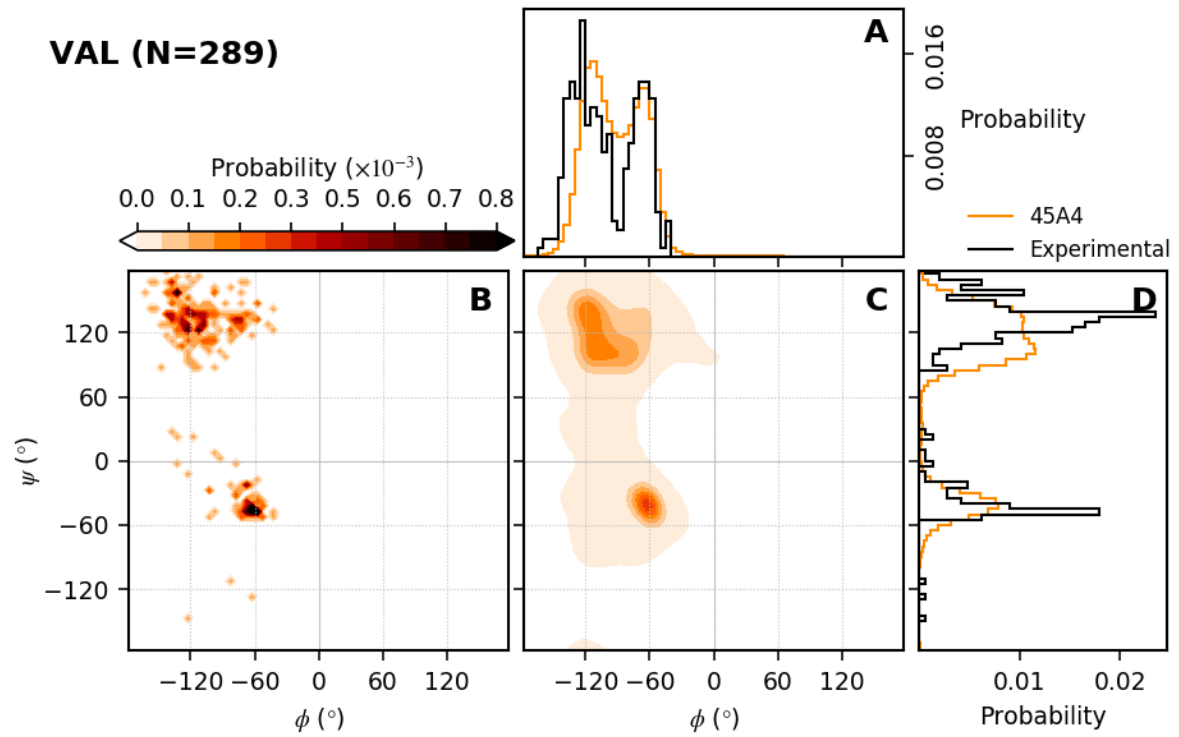 VAL (N=289)
A
0.016
0.008
Probability
Probability (×10⁻³)
0.0 0.1 0.2 0.3 0.4 0.5 0.6 0.7 0.8
45A4
Experimental
B
C
D
120
60
0
−60
−120
ψ (°)
−120 −60 0 60 120
ϕ (°)
−120 −60 0 60 120
ϕ (°)
0.01 0.02
Probability